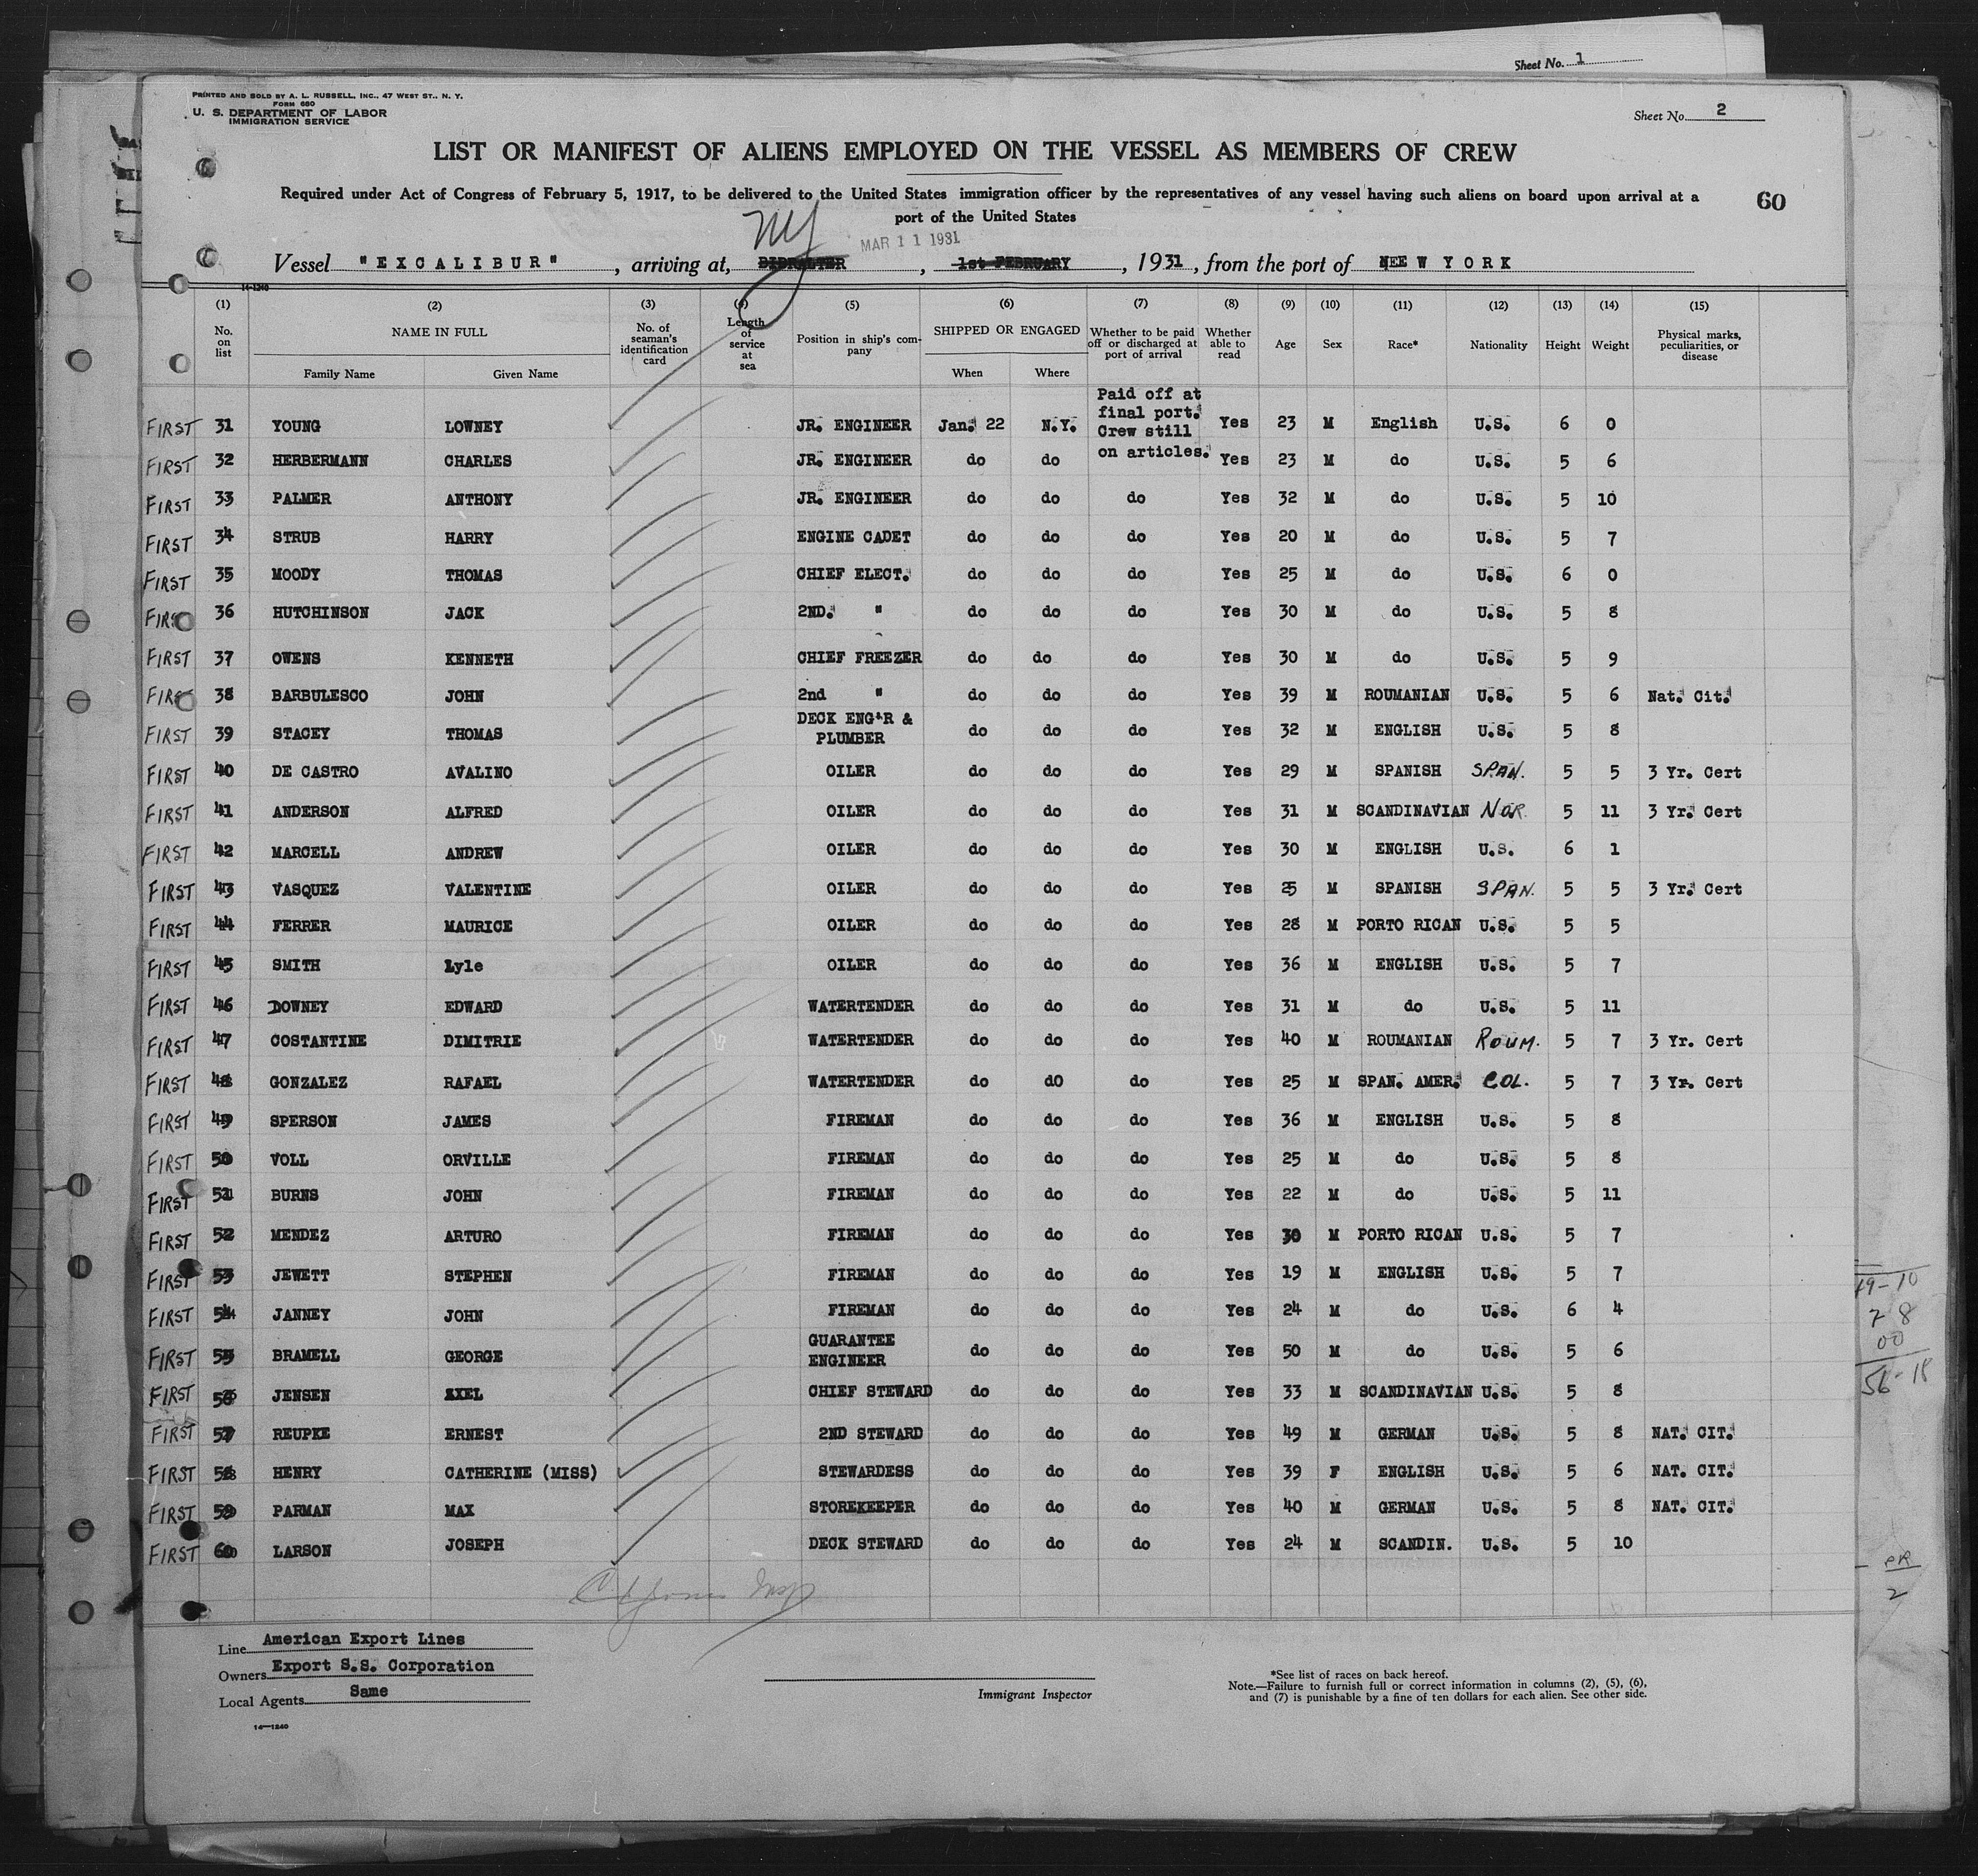 Sheet No. 1
PRINTED AND SOLD BY A. L. RUSSELL, INC., 47 WEST ST., N. Y.
FORM 680
U. S. DEPARTMENT OF LABOR
IMMIGRATION SERVICE
Sheet No. 2
LIST OR MANIFEST OF ALIENS EMPLOYED ON THE VESSEL AS MEMBERS OF CREW
Required under Act of Congress of February 5, 1917, to be delivered to the United States immigration officer by the representatives of any vessel having such aliens on board upon arrival at a
port of the United States
60
NY
MAR 11 1931
Vessel "EXCALIBUR", arriving at, GIBRALTER, 1st FEBRUARY, 1931, from the port of NEW YORK
14-1240
(1) (2) (3) (4) (5) (6) (7) (8) (9) (10) (11) (12) (13) (14) (15)
No. on list NAME IN FULL Family Name Given Name No. of seaman's identification card Length of service at sea Position in ship's company SHIPPED OR ENGAGED When Where Whether to be paid off or discharged at port of arrival Whether able to read Age Sex Race* Nationality Height Weight Physical marks, peculiarities, or disease
FIRST 31 YOUNG LOWNEY JR. ENGINEER Jan. 22 N.Y. Paid off at final port. Crew still on articles. Yes 23 M English U.S. 6 0
FIRST 32 HERBERMANN CHARLES JR. ENGINEER do do Yes 23 M do U.S. 5 6
FIRST 33 PALMER ANTHONY JR. ENGINEER do do do Yes 32 M do U.S. 5 10
FIRST 34 STRUB HARRY ENGINE CADET do do do Yes 20 M do U.S. 5 7
FIRST 35 MOODY THOMAS CHIEF ELECT. do do do Yes 25 M do U.S. 6 0
FIRST 36 HUTCHINSON JACK 2ND. " do do do Yes 30 M do U.S. 5 8
FIRST 37 OWENS KENNETH CHIEF FREEZER do do do Yes 30 M do U.S. 5 9
FIRST 38 BARBULESCO JOHN 2nd " do do do Yes 39 M ROUMANIAN U.S. 5 6 Nat. Cit.
FIRST 39 STACEY THOMAS DECK ENG'R & PLUMBER do do do Yes 32 M ENGLISH U.S. 5 8
FIRST 40 DE CASTRO AVALINO OILER do do do Yes 29 M SPANISH SPAN. 5 5 3 Yr. Cert
FIRST 41 ANDERSON ALFRED OILER do do do Yes 31 M SCANDINAVIAN NOR. 5 11 3 Yr. Cert
FIRST 42 MARCELL ANDREW OILER do do do Yes 30 M ENGLISH U.S. 6 1
FIRST 43 VASQUEZ VALENTINE OILER do do do Yes 25 M SPANISH SPAN. 5 5 3 Yr. Cert
FIRST 44 FERRER MAURICE OILER do do do Yes 28 M PORTO RICAN U.S. 5 5
FIRST 45 SMITH Lyle OILER do do do Yes 36 M ENGLISH U.S. 5 7
FIRST 46 DOWNEY EDWARD WATERTENDER do do do Yes 31 M do U.S. 5 11
FIRST 47 COSTANTINE DIMITRIE WATERTENDER do do do Yes 40 M ROUMANIAN ROUM. 5 7 3 Yr. Cert
FIRST 48 GONZALEZ RAFAEL WATERTENDER do dO do Yes 25 M SPAN. AMER. COL. 5 7 3 Yr. Cert
FIRST 49 SPERSON JAMES FIREMAN do do do Yes 36 M ENGLISH U.S. 5 8
FIRST 50 VOLL ORVILLE FIREMAN do do do Yes 25 M do U.S. 5 8
FIRST 51 BURNS JOHN FIREMAN do do do Yes 22 M do U.S. 5 11
FIRST 52 MENDEZ ARTURO FIREMAN do do do Yes 30 M PORTO RICAN U.S. 5 7
FIRST 53 JEWETT STEPHEN FIREMAN do do do Yes 19 M ENGLISH U.S. 5 7
FIRST 54 JANNEY JOHN FIREMAN do do do Yes 24 M do U.S. 6 4
FIRST 55 BRAMELL GEORGE GUARANTEE ENGINEER do do do Yes 50 M do U.S. 5 6
FIRST 56 JENSEN AXEL CHIEF STEWARD do do do Yes 33 M SCANDINAVIAN U.S. 5 8
FIRST 57 REUPKE ERNEST 2ND STEWARD do do do Yes 49 M GERMAN U.S. 5 8 NAT. CIT.
FIRST 58 HENRY CATHERINE (MISS) STEWARDESS do do do Yes 39 F ENGLISH U.S. 5 6 NAT. CIT.
FIRST 59 PARMAN MAX STOREKEEPER do do do Yes 40 M GERMAN U.S. 5 8 NAT. CIT.
FIRST 60 LARSON JOSEPH DECK STEWARD do do do Yes 24 M SCANDIN. U.S. 5 10
49-10
7 8
00
56-18
PR
2
Line American Export Lines
Owners Export S.S. Corporation
Local Agents Same
14-1240
Immigrant Inspector
*See list of races on back hereof.
Note.—Failure to furnish full or correct information in columns (2), (5), (6),
and (7) is punishable by a fine of ten dollars for each alien. See other side.